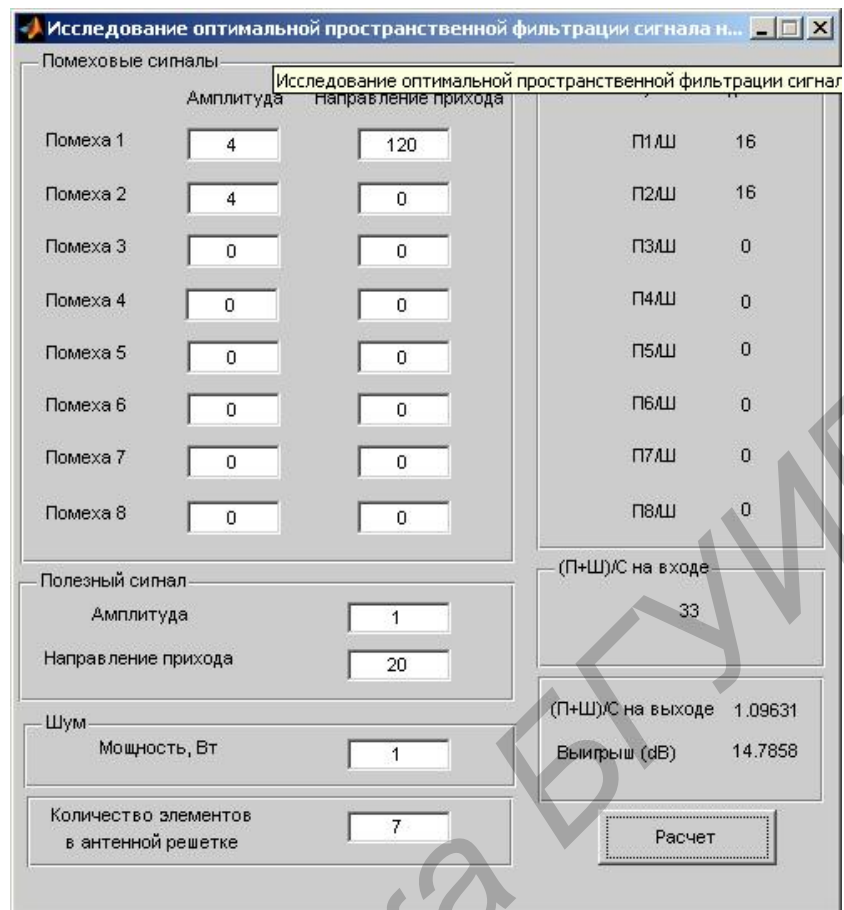 Исследование оптимальной пространственной фильтрации сигнала н...
Помеховые сигналы
Исследование оптимальной пространственной фильтрации сигнал
Амплитуда Направление прихода
Помеха 1 4 120 П1/Ш 16
Помеха 2 4 0 П2/Ш 16
Помеха 3 0 0 П3/Ш 0
Помеха 4 0 0 П4/Ш 0
Помеха 5 0 0 П5/Ш 0
Помеха 6 0 0 П6/Ш 0
Помеха 7 0 0 П7/Ш 0
Помеха 8 0 0 П8/Ш 0
Полезный сигнал
Амплитуда 1
Направление прихода 20
(П+Ш)/С на входе
33
Шум
Мощность, Вт 1
(П+Ш)/С на выходе 1.09631
Выигрыш (dB) 14.7858
Количество элементов
в антенной решетке 7
Расчет